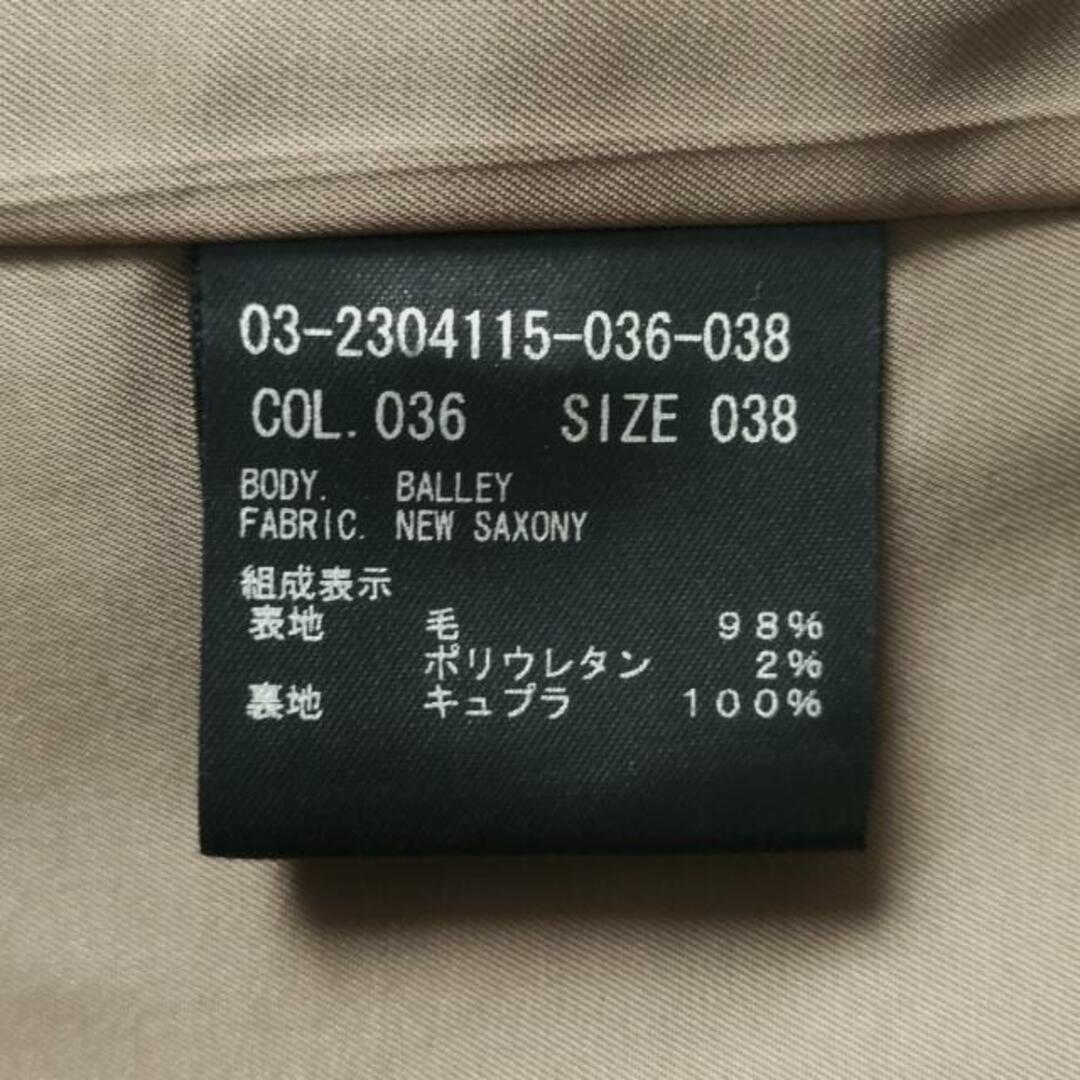 03-2304115-036-038
COL. 036 SIZE 038
BODY. BALLEY
FABRIC. NEW SAXONY
組成表示
表地 毛 98%
ポリウレタン 2%
裏地 キュプラ 100%